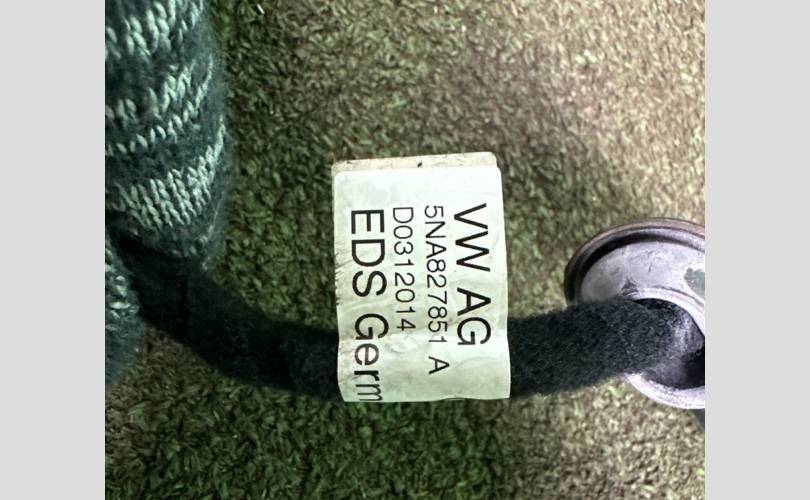 VW AG
5NA827851 A
D0312014
EDS Germ